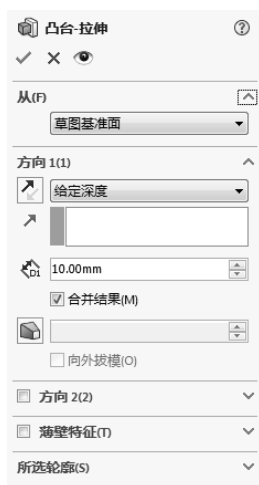 凸台-拉伸
从(F)
草图基准面
方向 1(1)
给定深度
D1
10.00mm
合并结果(M)
向外拔模(O)
方向 2(2)
薄壁特征(T)
所选轮廓(S)